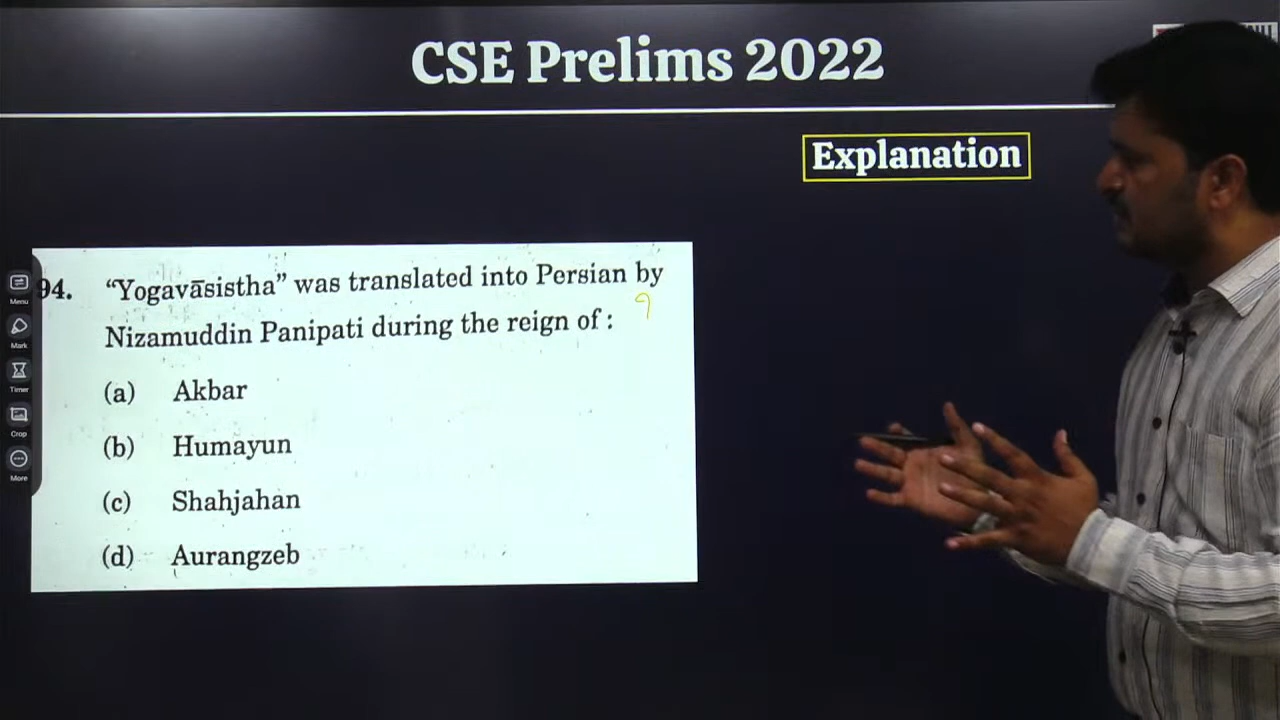 CSE Prelims 2022
Explanation
94. “Yogavāsistha” was translated into Persian by
Nizamuddin Panipati during the reign of :
(a) Akbar
(b) Humayun
(c) Shahjahan
(d) Aurangzeb
Menu
Mark
Timer
Crop
More